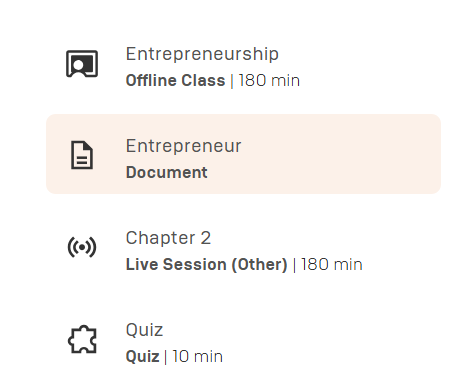 Entrepreneurship
Offline Class | 180 min
Entrepreneur
Document
Chapter 2
Live Session (Other) | 180 min
Quiz
Quiz | 10 min